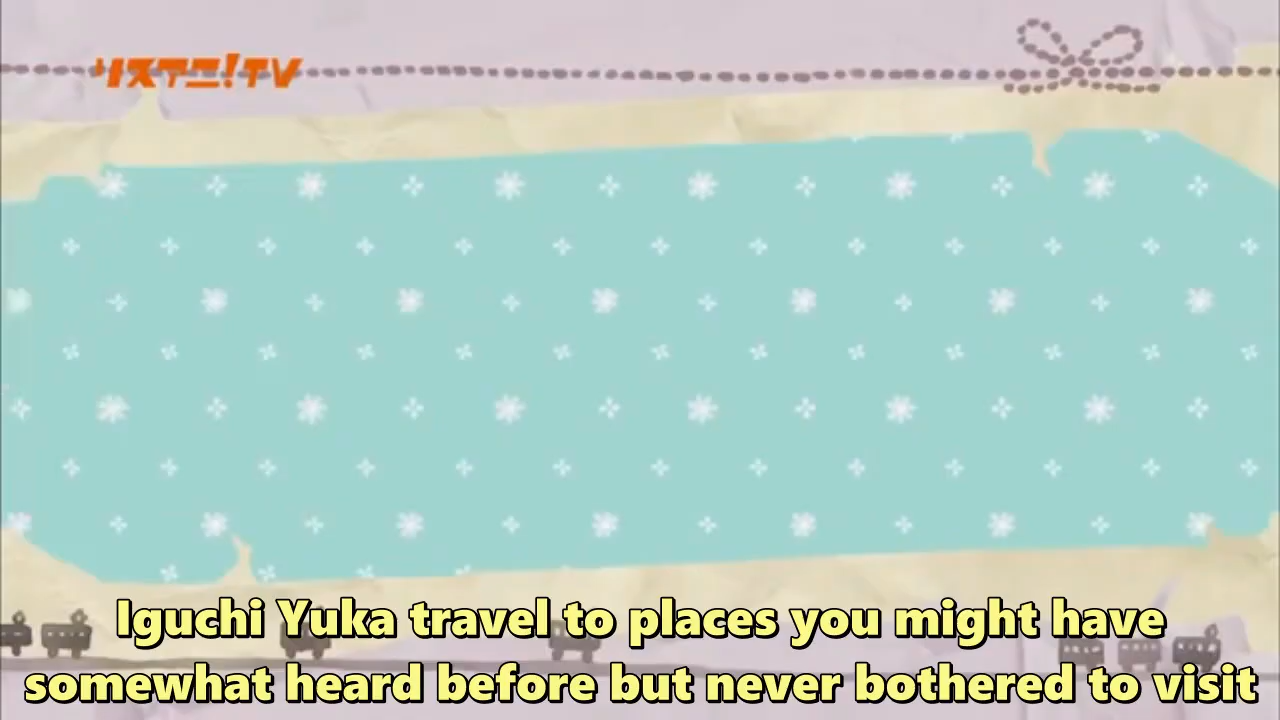 リスアニ!TV
Iguchi Yuka travel to places you might have
somewhat heard before but never bothered to visit